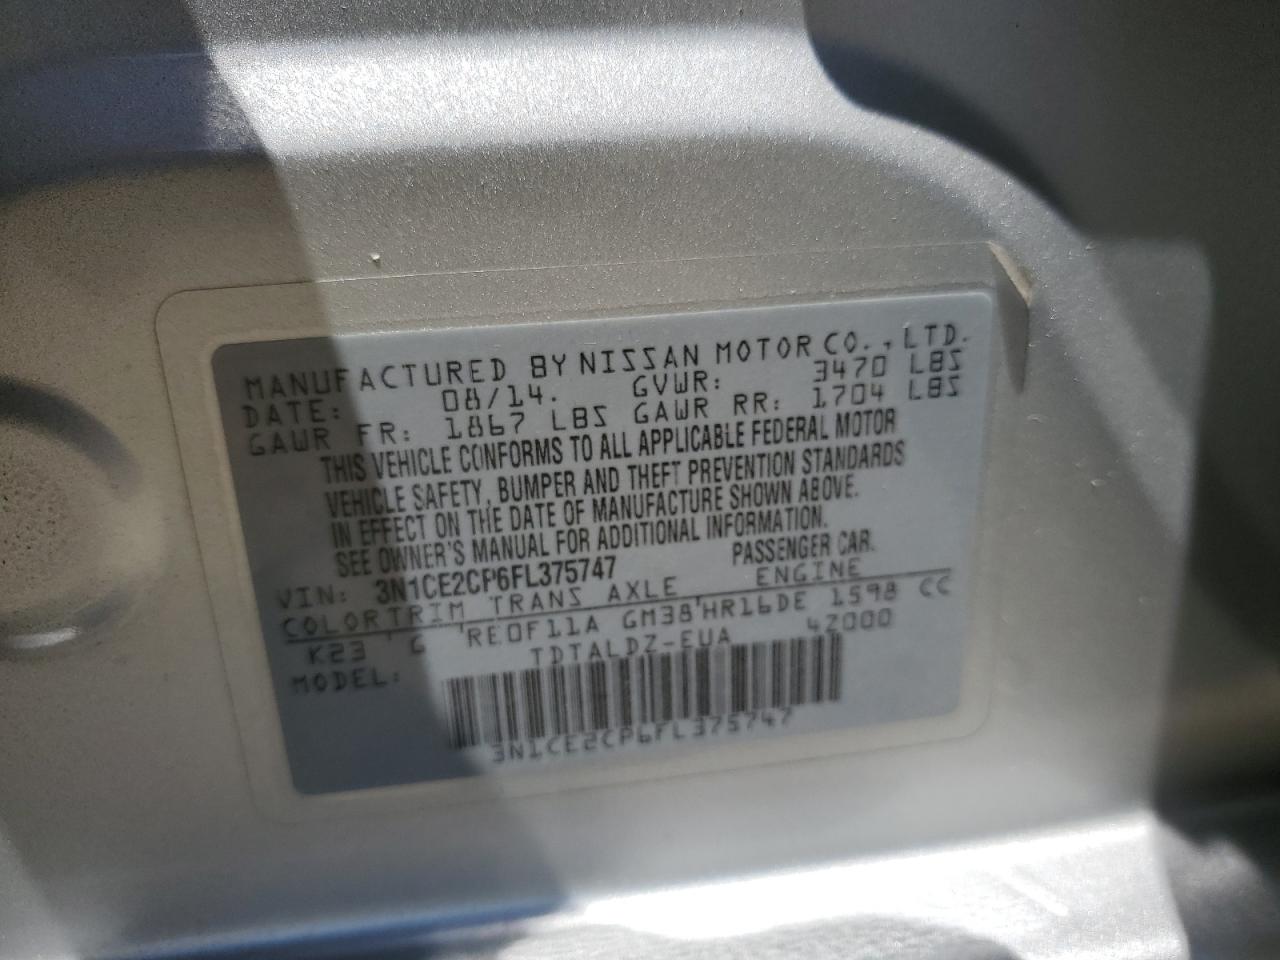 MANUFACTURED BY NISSAN MOTOR CO., LTD.
DATE: 08/14. GVWR: 3470 LBS
GAWR FR: 1867 LBS GAWR RR: 1704 LBS
THIS VEHICLE CONFORMS TO ALL APPLICABLE FEDERAL MOTOR
VEHICLE SAFETY, BUMPER AND THEFT PREVENTION STANDARDS
IN EFFECT ON THE DATE OF MANUFACTURE SHOWN ABOVE.
SEE OWNER'S MANUAL FOR ADDITIONAL INFORMATION.
VIN: 3N1CE2CP6FL375747 PASSENGER CAR.
COLOR TRIM TRANS AXLE ENGINE
K23 G RE0F11A GM38 HR16DE 1598 CC
MODEL: TDTALDZ-EUA 42000
3N1CE2CP6FL375747